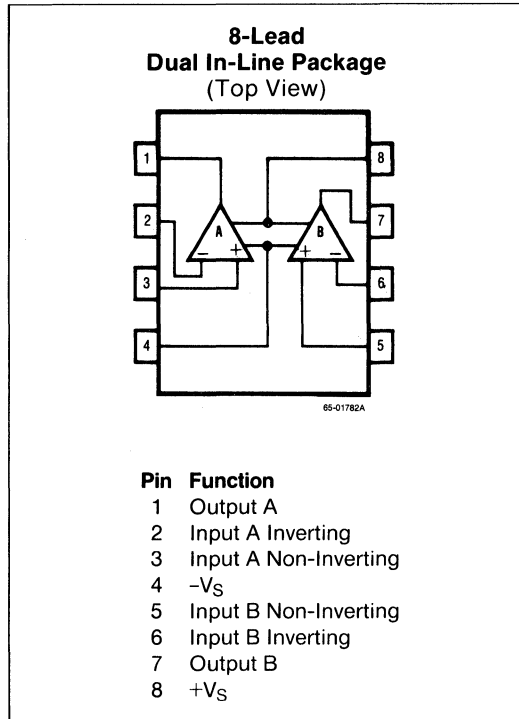 8-Lead
Dual In-Line Package
(Top View)
1 8
A B
2 7
− + + −
3 6
4 5
65-01782A
Pin Function
1 Output A
2 Input A Inverting
3 Input A Non-Inverting
4 −VS
5 Input B Non-Inverting
6 Input B Inverting
7 Output B
8 +VS